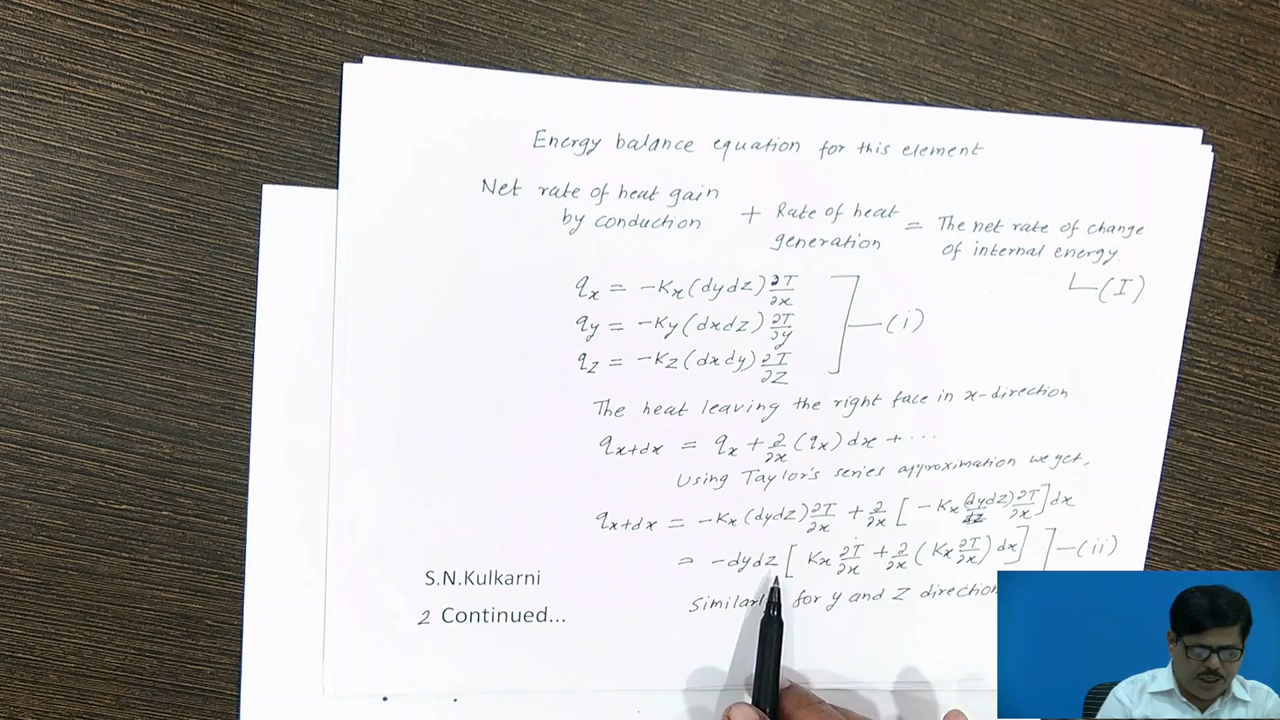 Energy balance equation for this element
Net rate of heat gain by conduction + Rate of heat generation = The net rate of change of internal energy. (I)
qx = -Kx(dydz) ∂T/∂x
qy = -Ky(dxdz) ∂T/∂y (i)
qz = -Kz(dxdy) ∂T/∂z
The heat leaving the right face in x-direction
qx+dx = qx + ∂/∂x (qx)dx + ...
Using Taylor's series approximation we get,
qx+dx = -Kx(dydz) ∂T/∂x + ∂/∂x [-Kx (dydz) ∂T/∂x] dx
= -dydz [Kx ∂T/∂x + ∂/∂x (Kx ∂T/∂x) dx] (ii)
for y and z
S.N.Kulkarni
2 Continued...